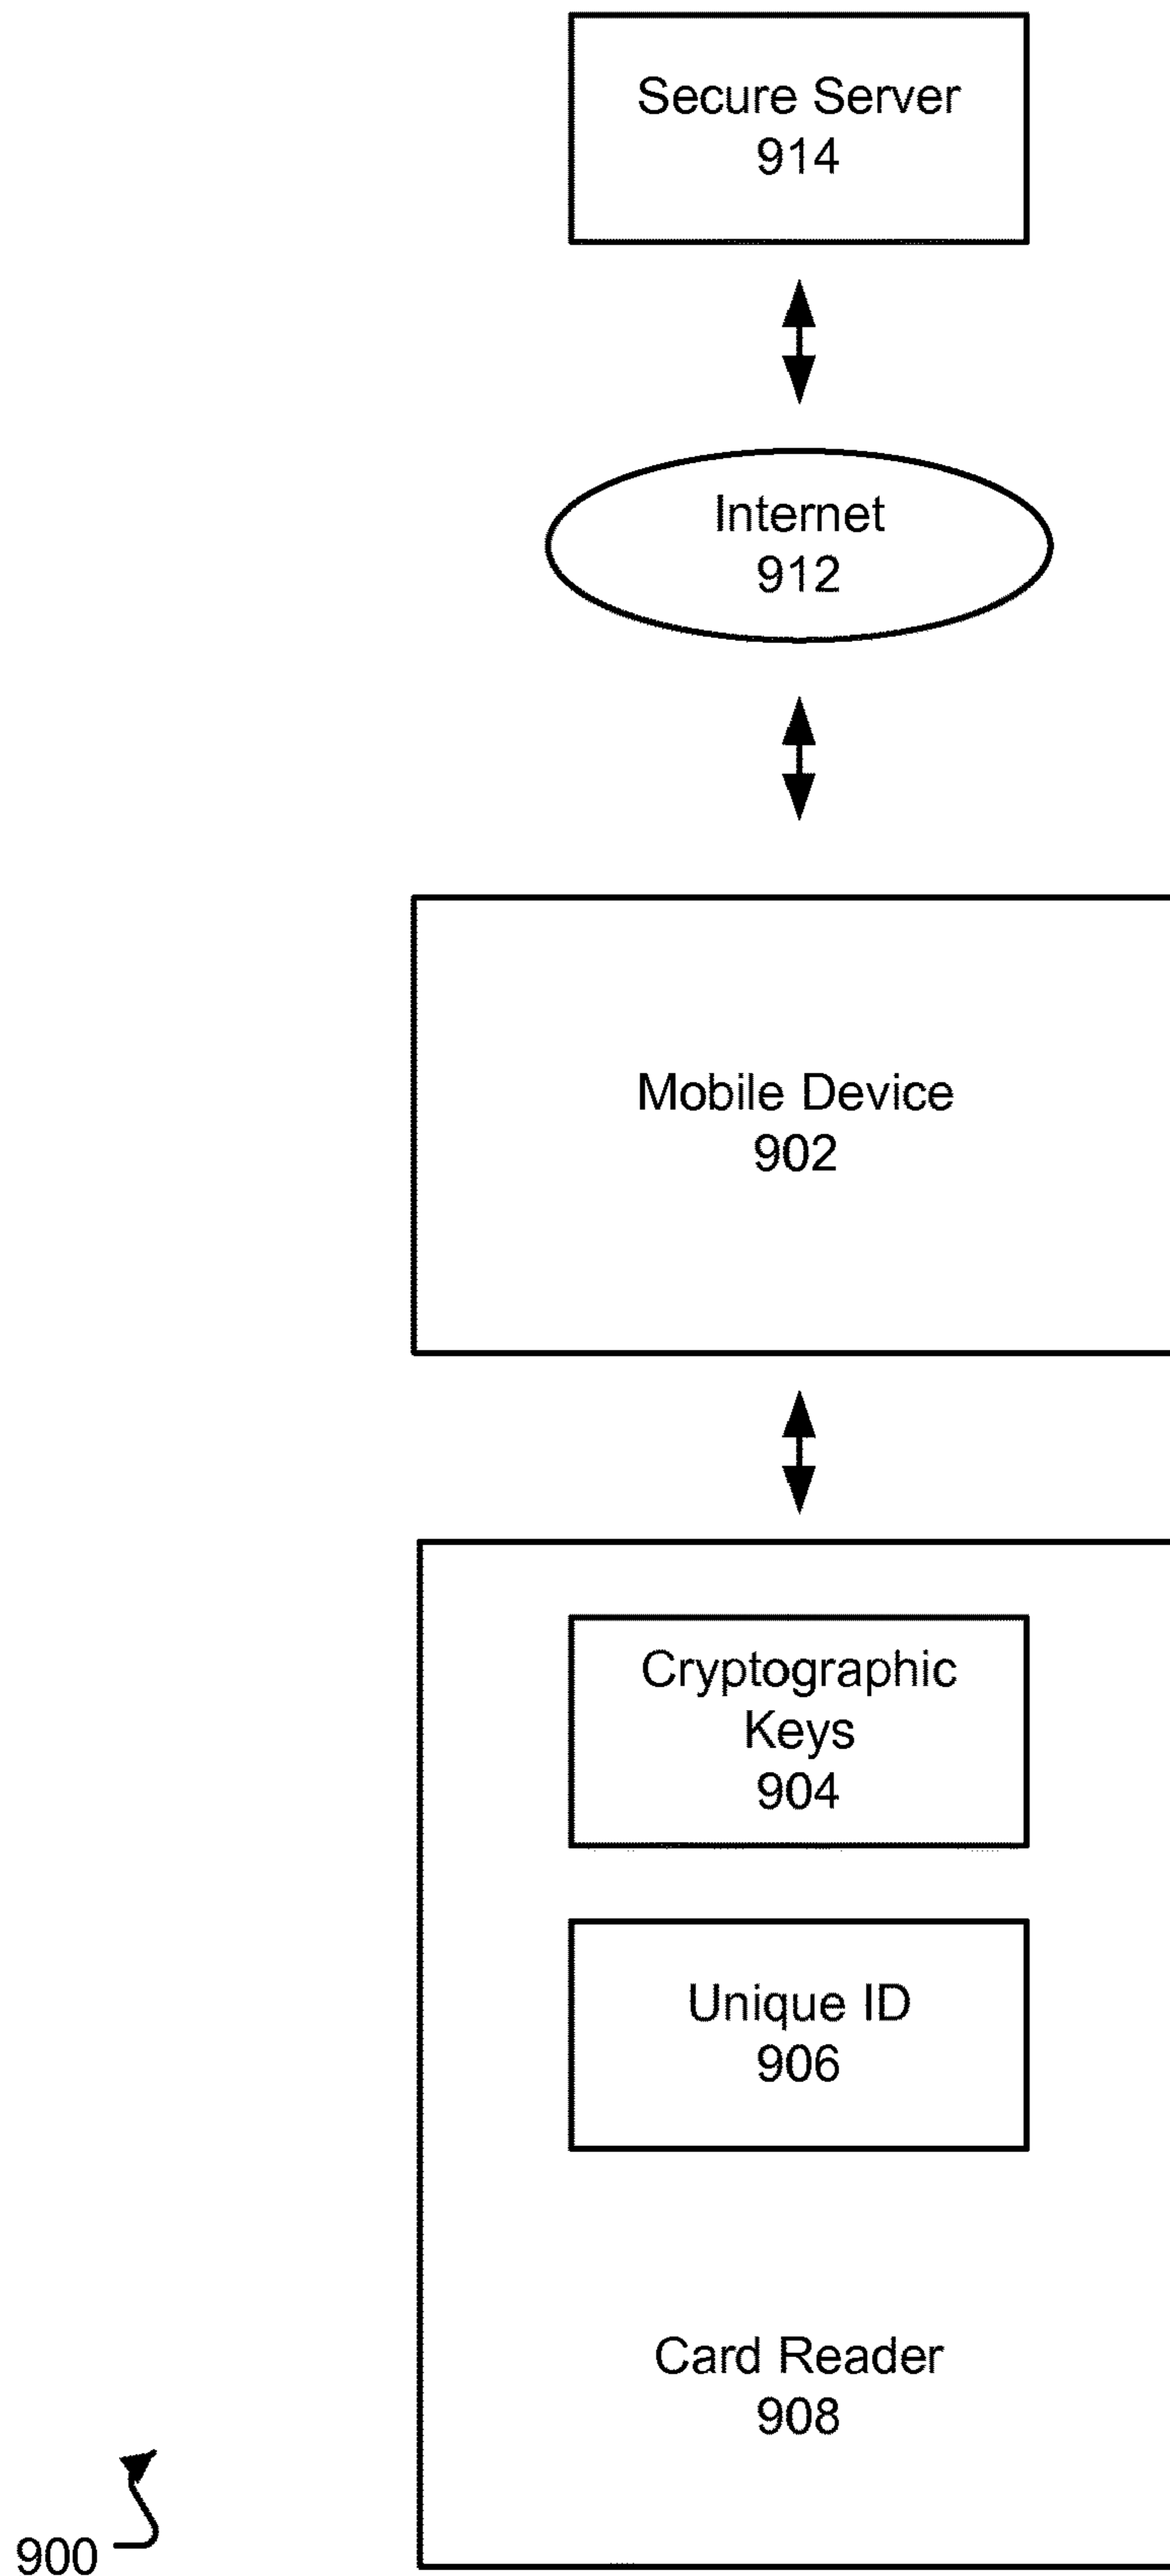 Secure Server
914
Internet
912
Mobile Device
902
Cryptographic
Keys
904
Unique ID
906
Card Reader
908
900